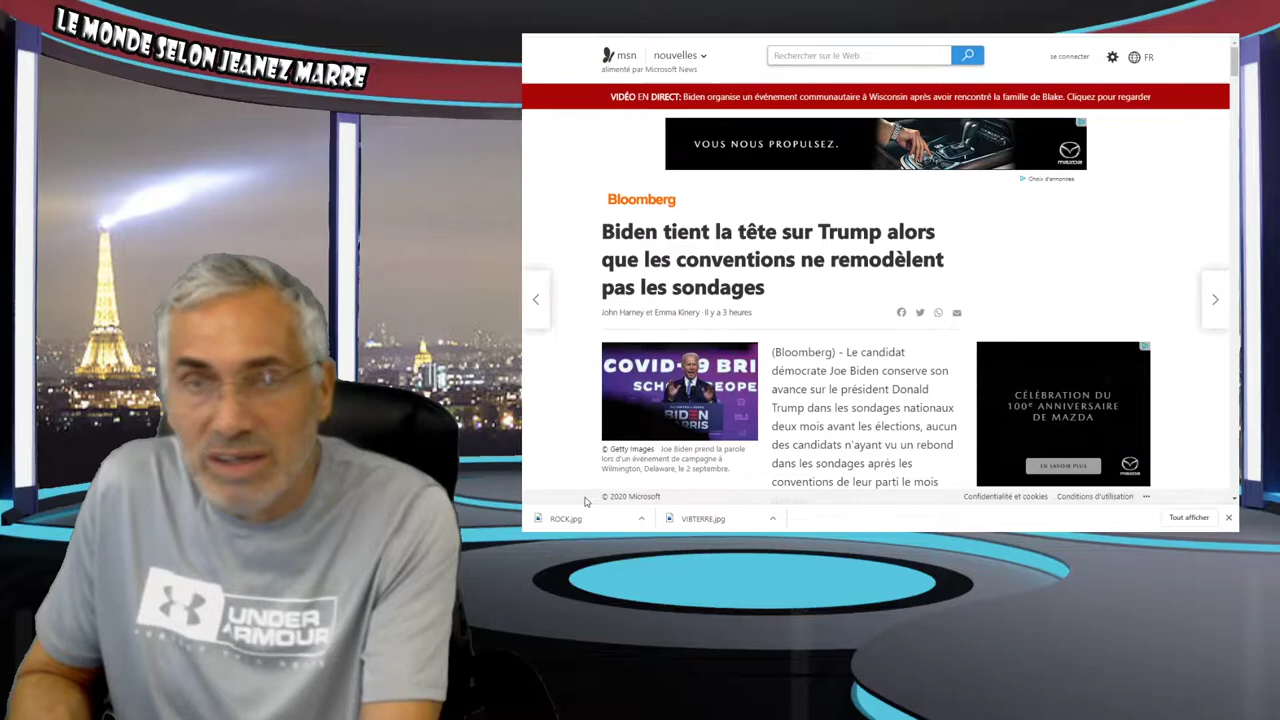 LE MONDE SELON JEANEZ MARRE
msn nouvelles
alimenté par Microsoft News
Rechercher sur le Web
se connecter
FR
VIDÉO EN DIRECT: Biden organise un événement communautaire à Wisconsin après avoir rencontré la famille de Blake. Cliquez pour regarder
VOUS NOUS PROPULSEZ.
mazda
Choix d'annonces
Bloomberg
Biden tient la tête sur Trump alors
que les conventions ne remodèlent
pas les sondages
John Harney et Emma Kinery · Il y a 3 heures
COVID 19 BRI
BIDEN
© Getty Images Joe Biden prend la parole
lors d'un événement de campagne à
Wilmington, Delaware, le 2 septembre.
(Bloomberg) - Le candidat
démocrate Joe Biden conserve son
avance sur le président Donald
Trump dans les sondages nationaux
deux mois avant les élections, aucun
des candidats n'ayant vu un rebond
dans les sondages après les
conventions de leur parti le mois
CÉLÉBRATION DU
100e ANNIVERSAIRE
DE MAZDA
EN SAVOIR PLUS
mazda
© 2020 Microsoft
Confidentialité et cookies
Conditions d'utilisation
ROCK.jpg
VIBTERRE.jpg
Tout afficher
UNDER
ARMOUR